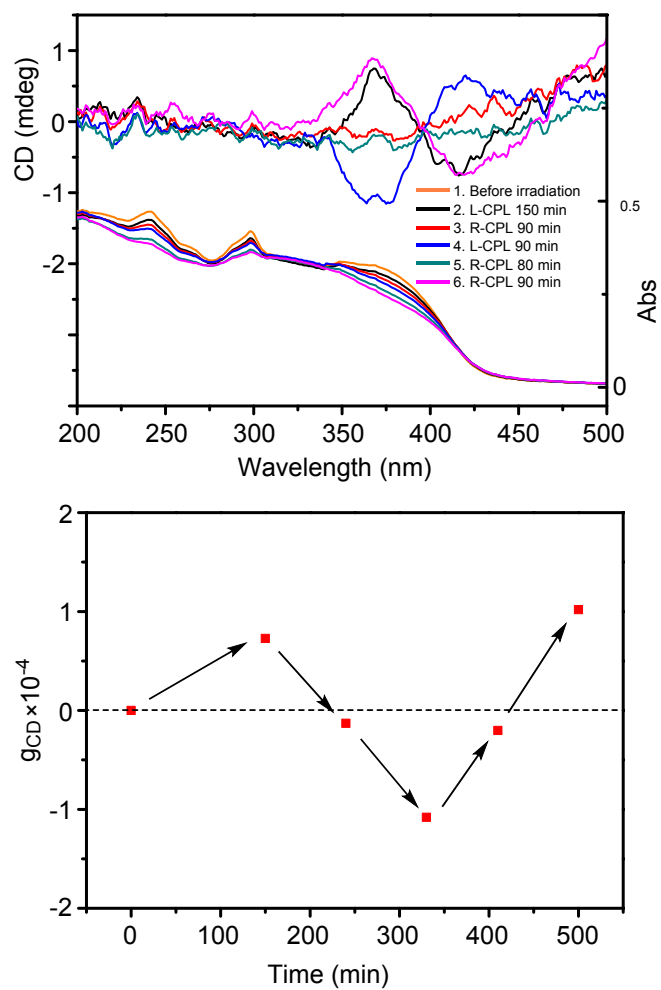 1
0
-1
-2
CD (mdeg)
1. Before irradiation
2. L-CPL 150 min
3. R-CPL 90 min
4. L-CPL 90 min
5. R-CPL 80 min
6. R-CPL 90 min
0.5
0
Abs
200 250 300 350 400 450 500
Wavelength (nm)
2
1
0
-1
-2
gCD×10-4
0 100 200 300 400 500
Time (min)